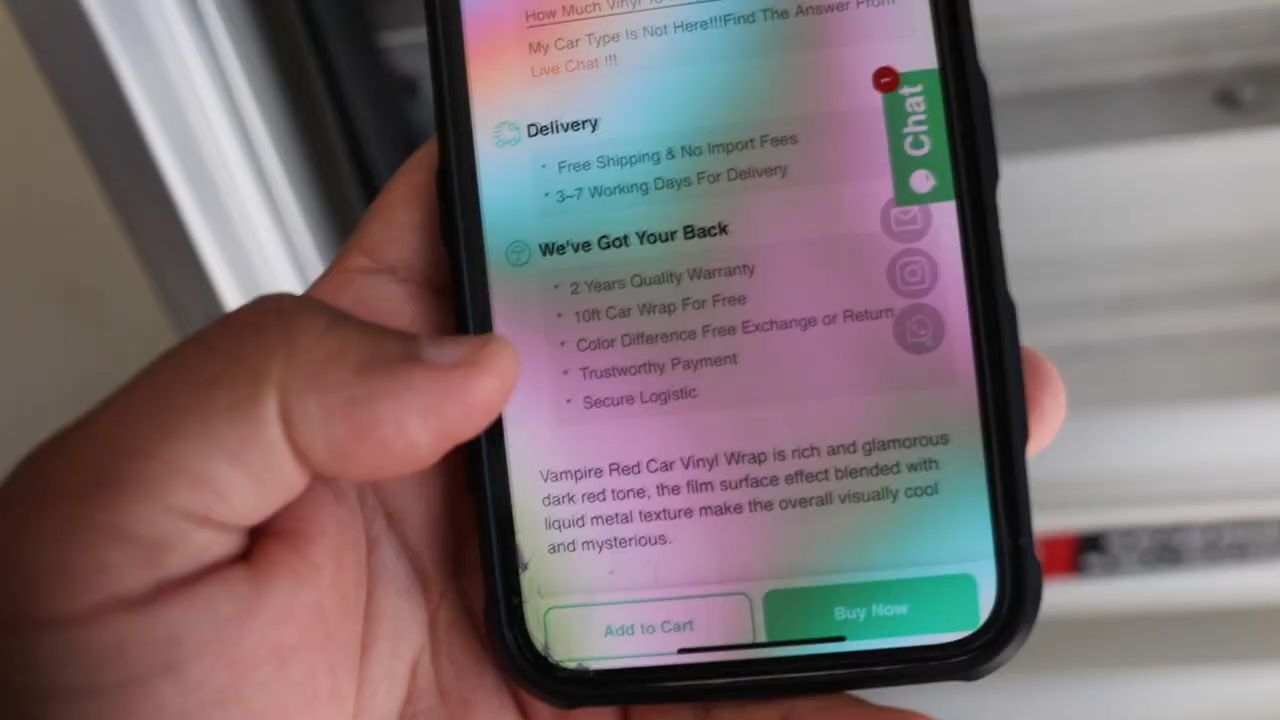 How Much Vinyl
My Car Type Is Not Here!!!Find The Answer From
Live Chat !!!
1
Chat
Delivery
• Free Shipping & No Import Fees
• 3–7 Working Days For Delivery
We've Got Your Back
• 2 Years Quality Warranty
• 10ft Car Wrap For Free
• Color Difference Free Exchange or Return
• Trustworthy Payment
• Secure Logistic
Vampire Red Car Vinyl Wrap is rich and glamorous
dark red tone, the film surface effect blended with
liquid metal texture make the overall visually cool
and mysterious.
Add to Cart
Buy Now